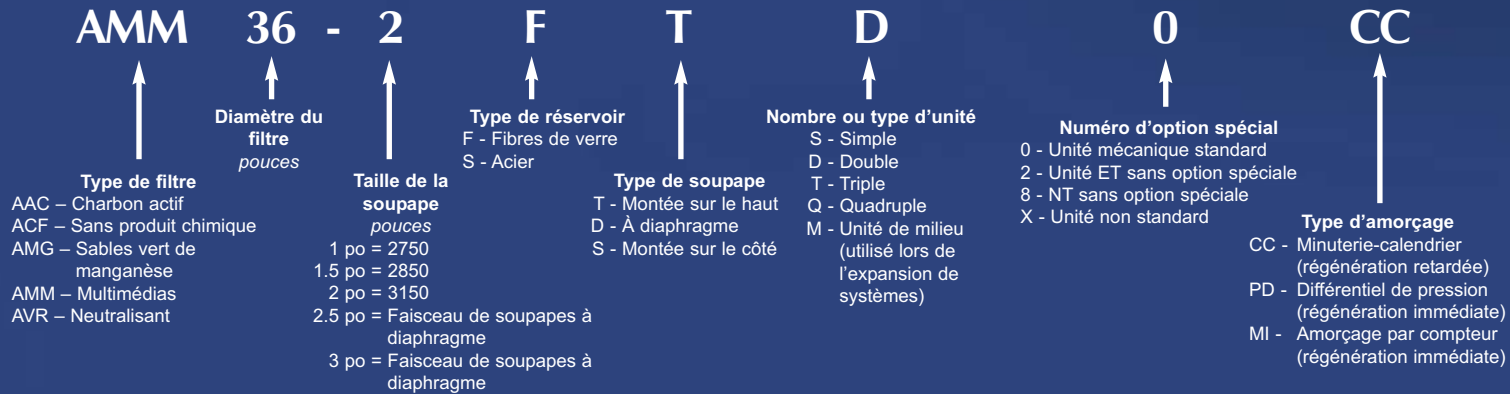 AMM 36 - 2 F T D 0 CC
Diamètre du
filtre
pouces
Type de filtre
AAC – Charbon actif
ACF – Sans produit chimique
AMG – Sables vert de
manganèse
AMM – Multimédias
AVR – Neutralisant
Taille de la
soupape
pouces
1 po = 2750
1.5 po = 2850
2 po = 3150
2.5 po = Faisceau de soupapes à
diaphragme
3 po = Faisceau de soupapes à
diaphragme
Type de réservoir
F - Fibres de verre
S - Acier
Type de soupape
T - Montée sur le haut
D - À diaphragme
S - Montée sur le côté
Nombre ou type d'unité
S - Simple
D - Double
T - Triple
Q - Quadruple
M - Unité de milieu
(utilisé lors de
l'expansion de
systèmes)
Numéro d'option spécial
0 - Unité mécanique standard
2 - Unité ET sans option spéciale
8 - NT sans option spéciale
X - Unité non standard
Type d'amorçage
CC - Minuterie-calendrier
(régénération retardée)
PD - Différentiel de pression
(régénération immédiate)
MI - Amorçage par compteur
(régénération immédiate)